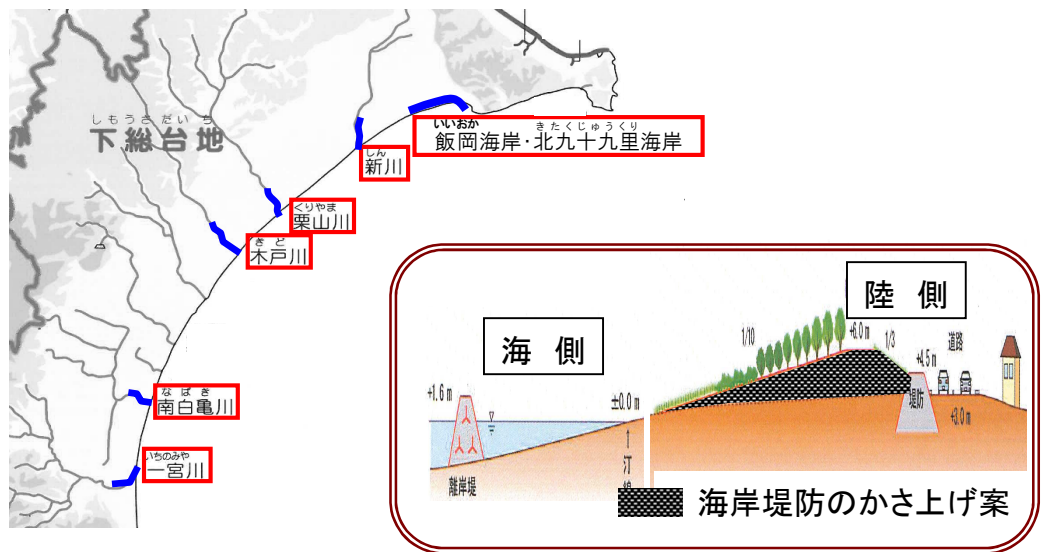 しもうさだいち
下総台地
いいおか きたくじゅうくり
飯岡海岸・北九十九里海岸
しん
新川
くりやま
栗山川
きど
木戸川
なばき
南白亀川
いちのみや
一宮川
海 側
陸 側
1/10
+6.0m
1/3
+4.5m
道路
+1.6m
±0.0m
堤防
+3.0m
離岸堤
↑汀線
海岸堤防のかさ上げ案